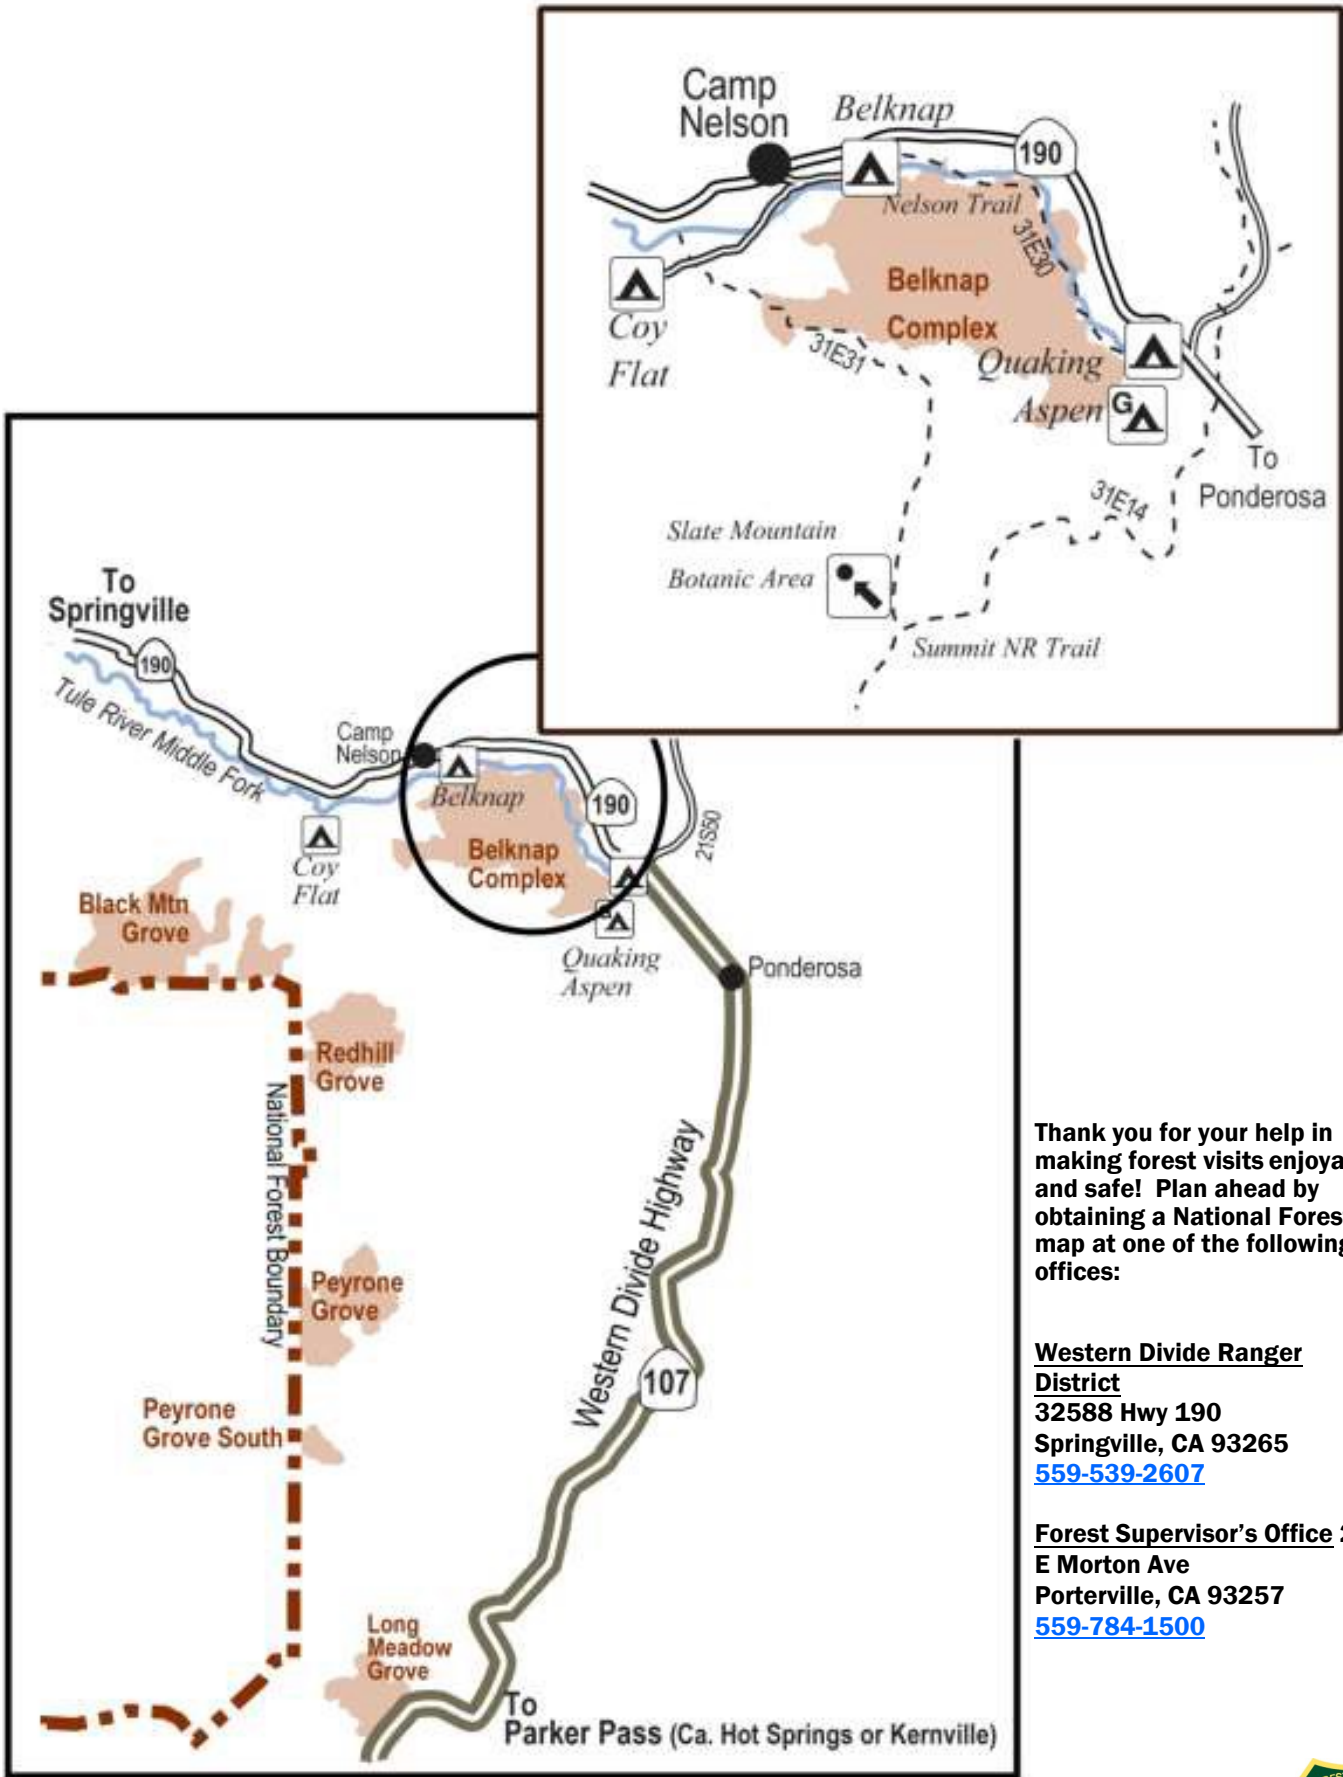 Camp
Nelson
Belknap
190
Nelson Trail
31E30
Belknap
Complex
Coy
Flat
31E31
Quaking
Aspen
G
To
Ponderosa
31E14
Slate Mountain
Botanic Area
Summit NR Trail
To
Springville
190
Tule River Middle Fork
Camp
Nelson
Belknap
190
21S50
Coy
Flat
Belknap
Complex
Black Mtn
Grove
Quaking
Aspen
Ponderosa
Redhill
Grove
National Forest Boundary
Peyrone
Grove
Western Divide Highway
107
Peyrone
Grove South
Long
Meadow
Grove
To
Parker Pass (Ca. Hot Springs or Kernville)
Thank you for your help in
making forest visits enjoya
and safe! Plan ahead by
obtaining a National Fores
map at one of the following
offices:
Western Divide Ranger
District
32588 Hwy 190
Springville, CA 93265
559-539-2607
Forest Supervisor’s Office
E Morton Ave
Porterville, CA 93257
559-784-1500